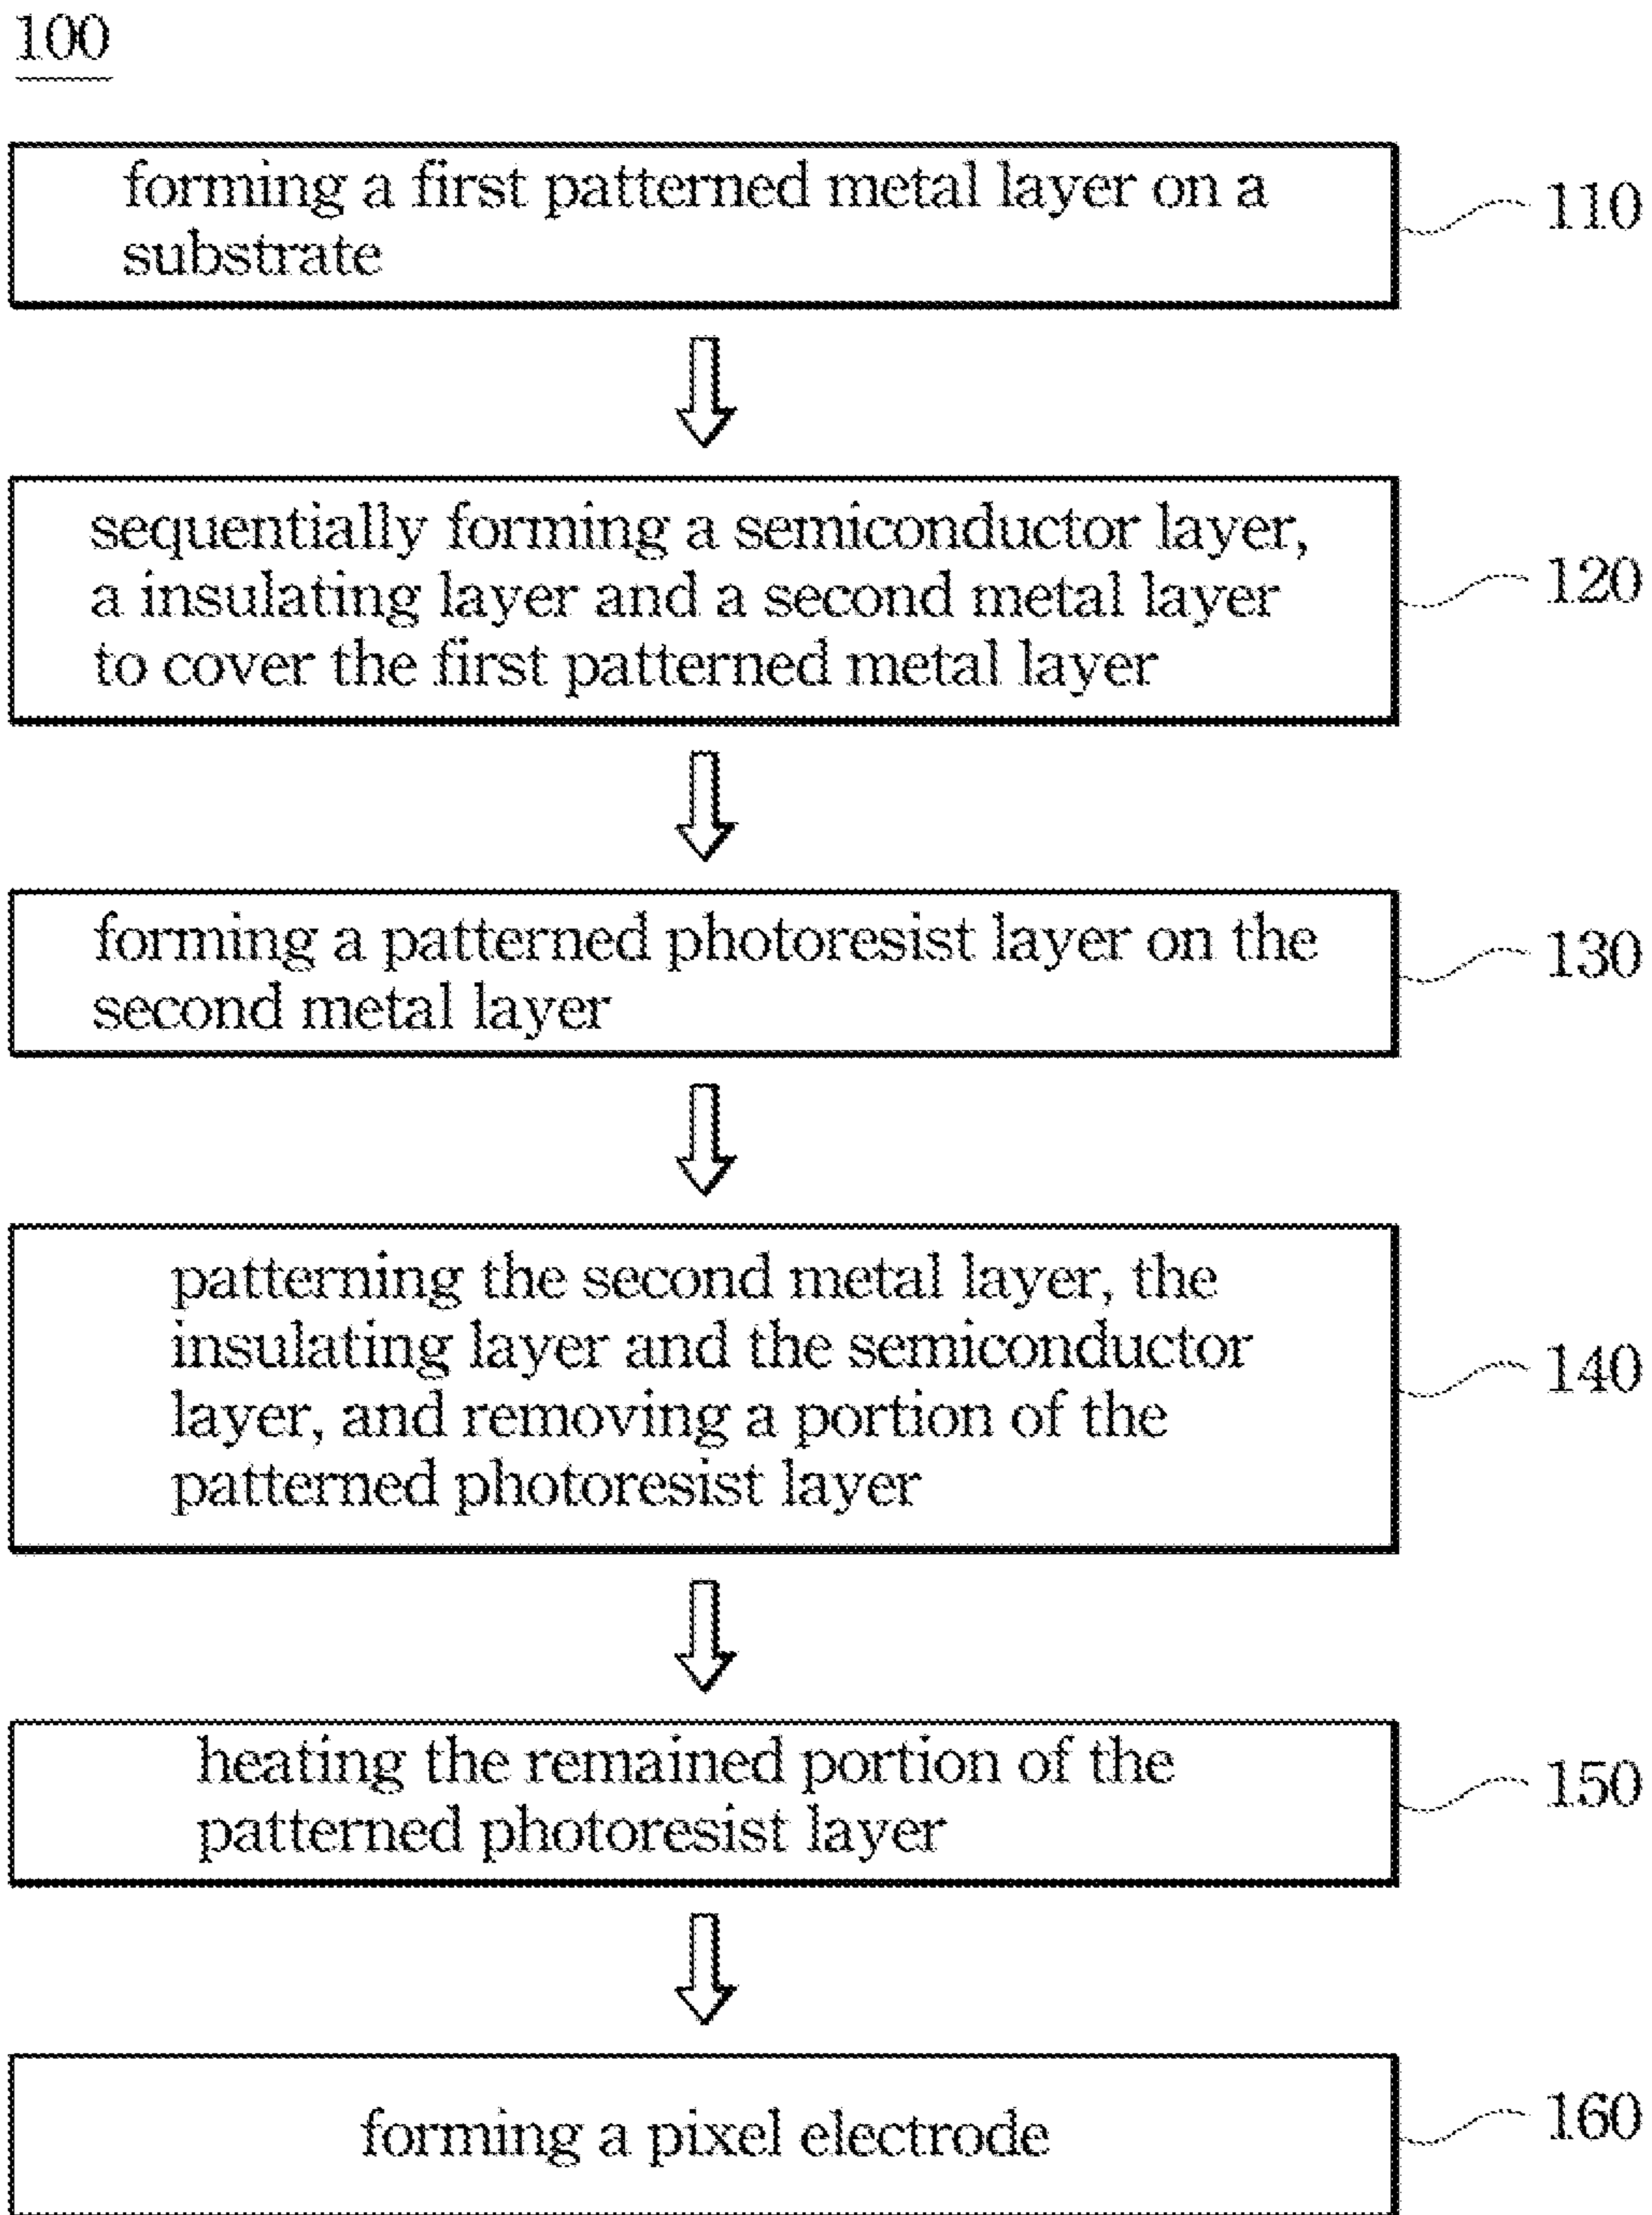 100
forming a first patterned metal layer on a
substrate
110
sequentially forming a semiconductor layer,
a insulating layer and a second metal layer
to cover the first patterned metal layer
120
forming a patterned photoresist layer on the
second metal layer
130
patterning the second metal layer, the
insulating layer and the semiconductor
layer, and removing a portion of the
patterned photoresist layer
140
heating the remained portion of the
patterned photoresist layer
150
forming a pixel electrode
160